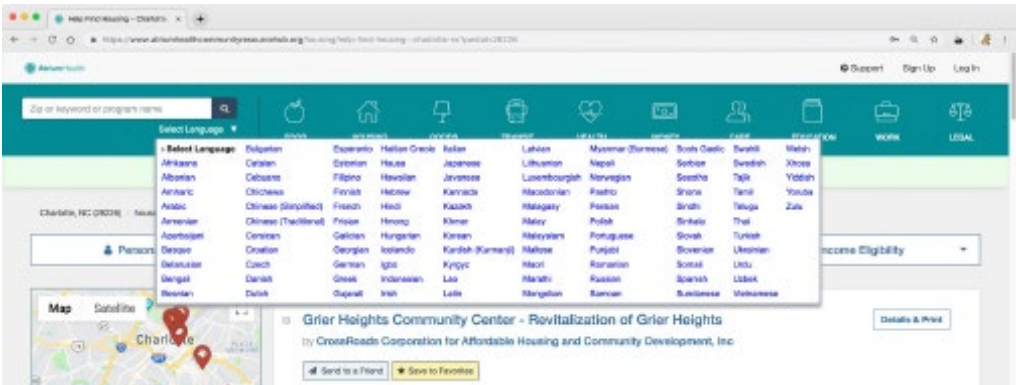 Help Find Housing - Charlotte
Atrium Health
Support Sign Up Log In
Zip or keyword or program name
Select Language ▼
FOOD HOUSING GOODS TRANSIT HEALTH MONEY CARE EDUCATION WORK LEGAL
› Select Language Bulgarian Esperanto Haitian Creole Italian Latvian Myanmar (Burmese) Scots Gaelic Swahili Welsh
Afrikaans Catalan Estonian Hausa Japanese Lithuanian Nepali Serbian Swedish Xhosa
Albanian Cebuano Filipino Hawaiian Javanese Luxembourgish Norwegian Sesotho Tajik Yiddish
Amharic Chichewa Finnish Hebrew Kannada Macedonian Pashto Shona Tamil Yoruba
Arabic Chinese (Simplified) French Hindi Kazakh Malagasy Persian Sindhi Telugu Zulu
Armenian Chinese (Traditional) Frisian Hmong Khmer Malay Polish Sinhala Thai
Azerbaijani Corsican Galician Hungarian Korean Malayalam Portuguese Slovak Turkish
Basque Croatian Georgian Icelandic Kurdish (Kurmanji) Maltese Punjabi Slovenian Ukrainian
Belarusian Czech German Igbo Kyrgyz Maori Romanian Somali Urdu
Bengali Danish Greek Indonesian Lao Marathi Russian Spanish Uzbek
Bosnian Dutch Gujarati Irish Latin Mongolian Samoan Sundanese Vietnamese
Charlotte, NC (28226)
Person
Income Eligibility
Map Satellite
Charlotte
Grier Heights Community Center - Revitalization of Grier Heights
by CrossRoads Corporation for Affordable Housing and Community Development, Inc
Details & Print
Send to a Friend
Save to Favorites